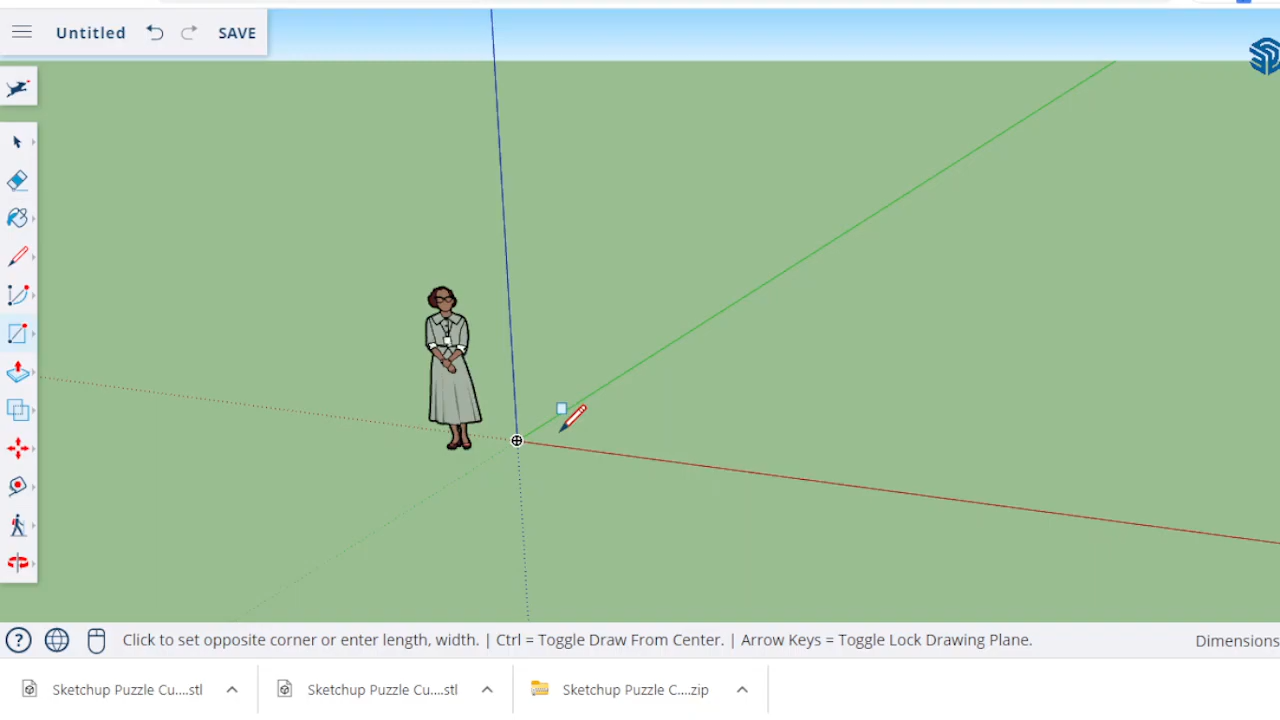 Untitled
SAVE
Click to set opposite corner or enter length, width. | Ctrl = Toggle Draw From Center. | Arrow Keys = Toggle Lock Drawing Plane.
Dimensions
Sketchup Puzzle Cu....stl
Sketchup Puzzle Cu....stl
Sketchup Puzzle C....zip